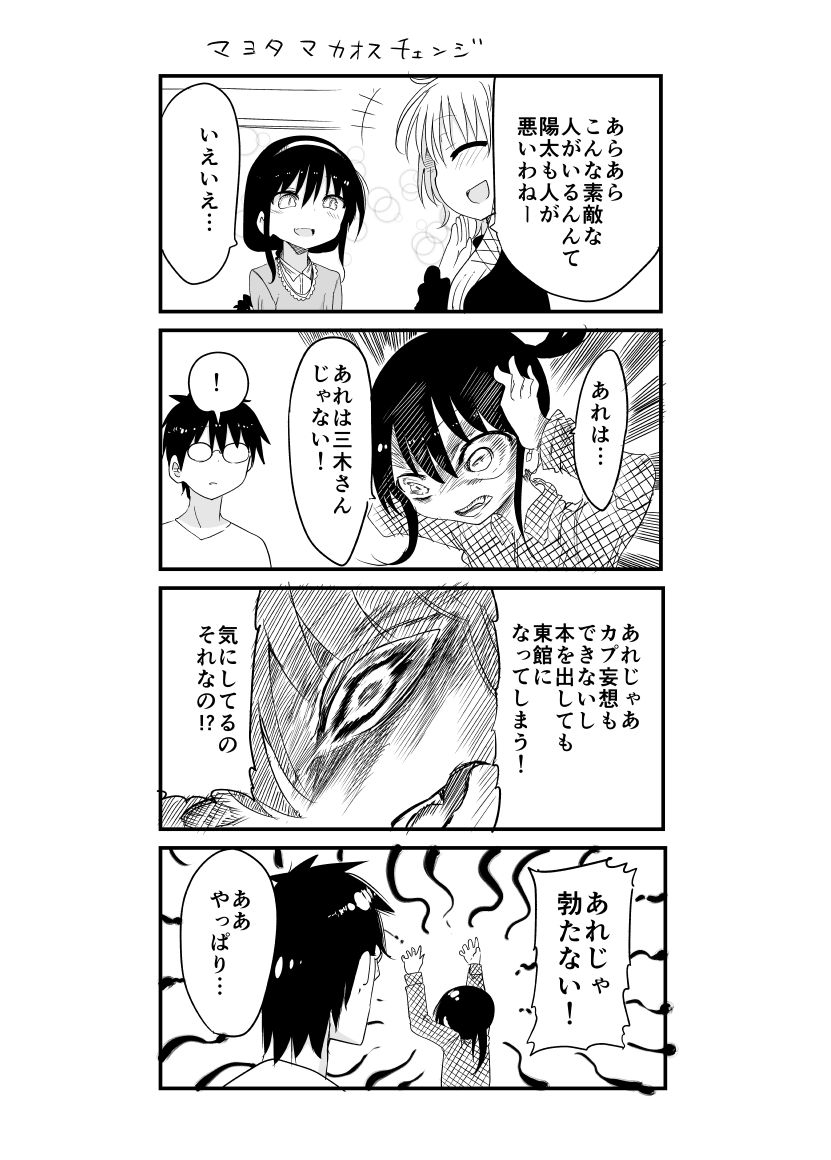 マヨタマカオスチェンジ
あらあら
こんな素敵な
人がいるんんて
陽太も人が
悪いわねー
いえいえ…
あれは…
あれは三木さん
じゃない！
！
あれじゃあ
カプ妄想も
できないし
本を出しても
東館に
なってしまう！
気にしてるの
それなの!?
あれじゃ
勃たない！
ああ
やっぱり…